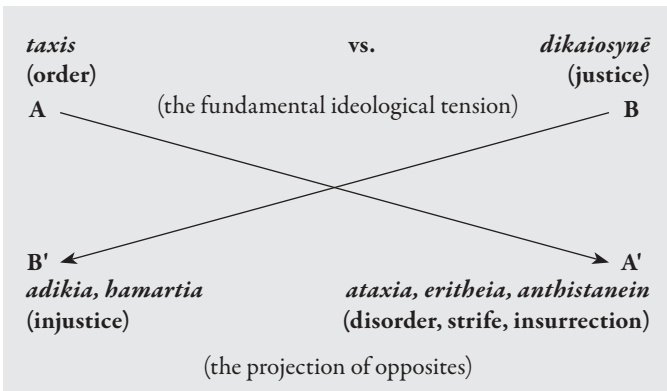 taxis vs. dikaiosynē
(order) (justice)
A (the fundamental ideological tension) B
B' A'
adikia, hamartia ataxia, eritheia, anthistanein
(injustice) (disorder, strife, insurrection)
(the projection of opposites)